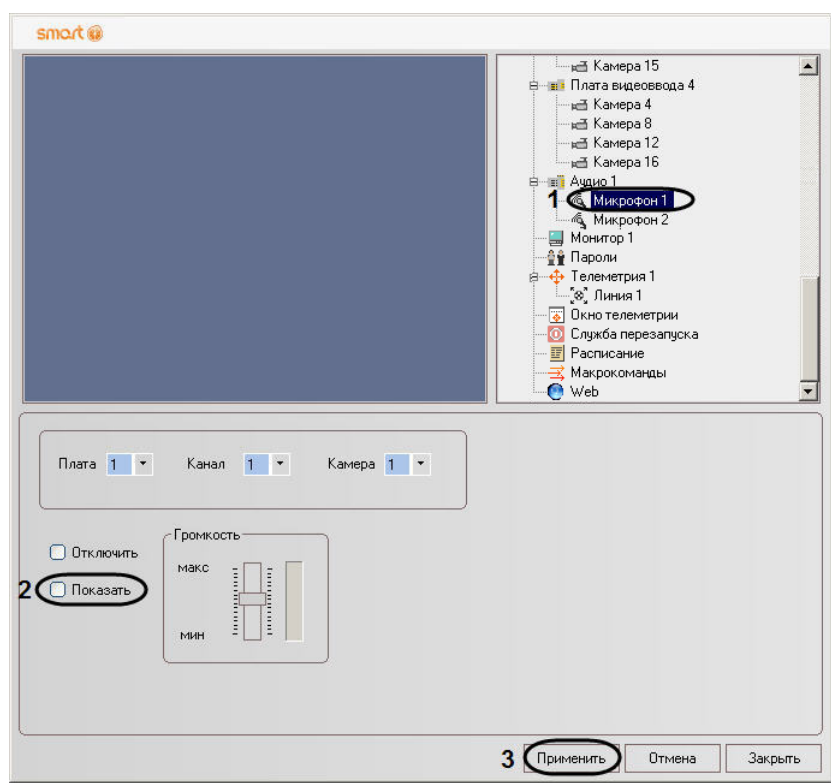 smart
Камера 15
Плата видеоввода 4
Камера 4
Камера 8
Камера 12
Камера 16
Аудио 1
1 Микрофон 1
Микрофон 2
Монитор 1
Пароли
Телеметрия 1
Линия 1
Окно телеметрии
Служба перезапуска
Расписание
Макрокоманды
Web
Плата 1 Канал 1 Камера 1
Отключить
2 Показать
Громкость
макс
мин
3 Применить Отмена Закрыть